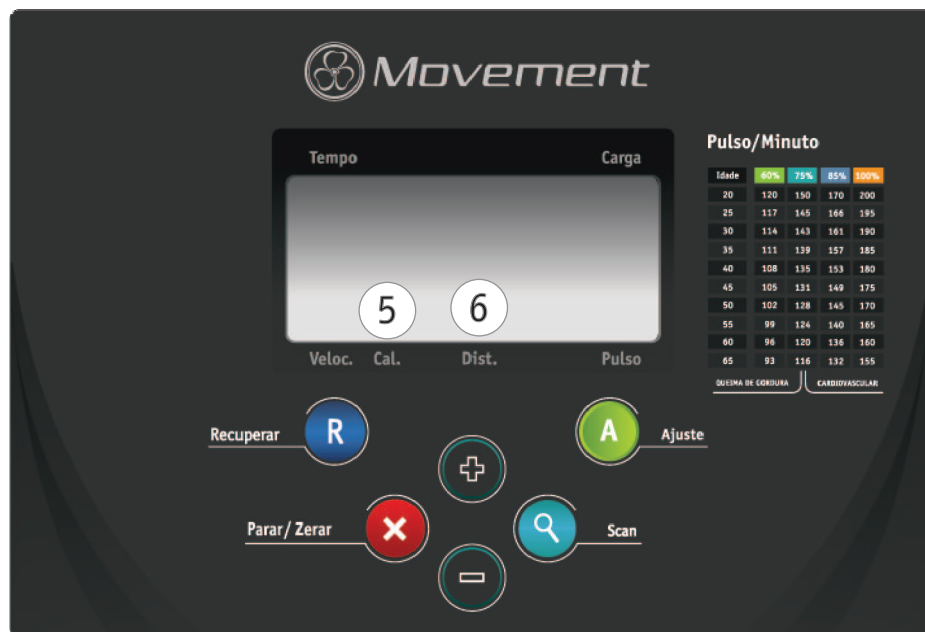 Movement
Tempo Carga
5 6
Veloc. Cal. Dist. Pulso
Pulso/Minuto
Idade 60% 75% 85% 100%
20 120 150 170 200
25 117 145 166 195
30 114 143 161 190
35 111 139 157 185
40 108 135 153 180
45 105 131 149 175
50 102 128 145 170
55 99 124 140 165
60 96 120 136 160
65 93 116 132 155
QUEIMA DE GORDURA CARDIOVASCULAR
Recuperar R A Ajuste
Parar/ Zerar Scan